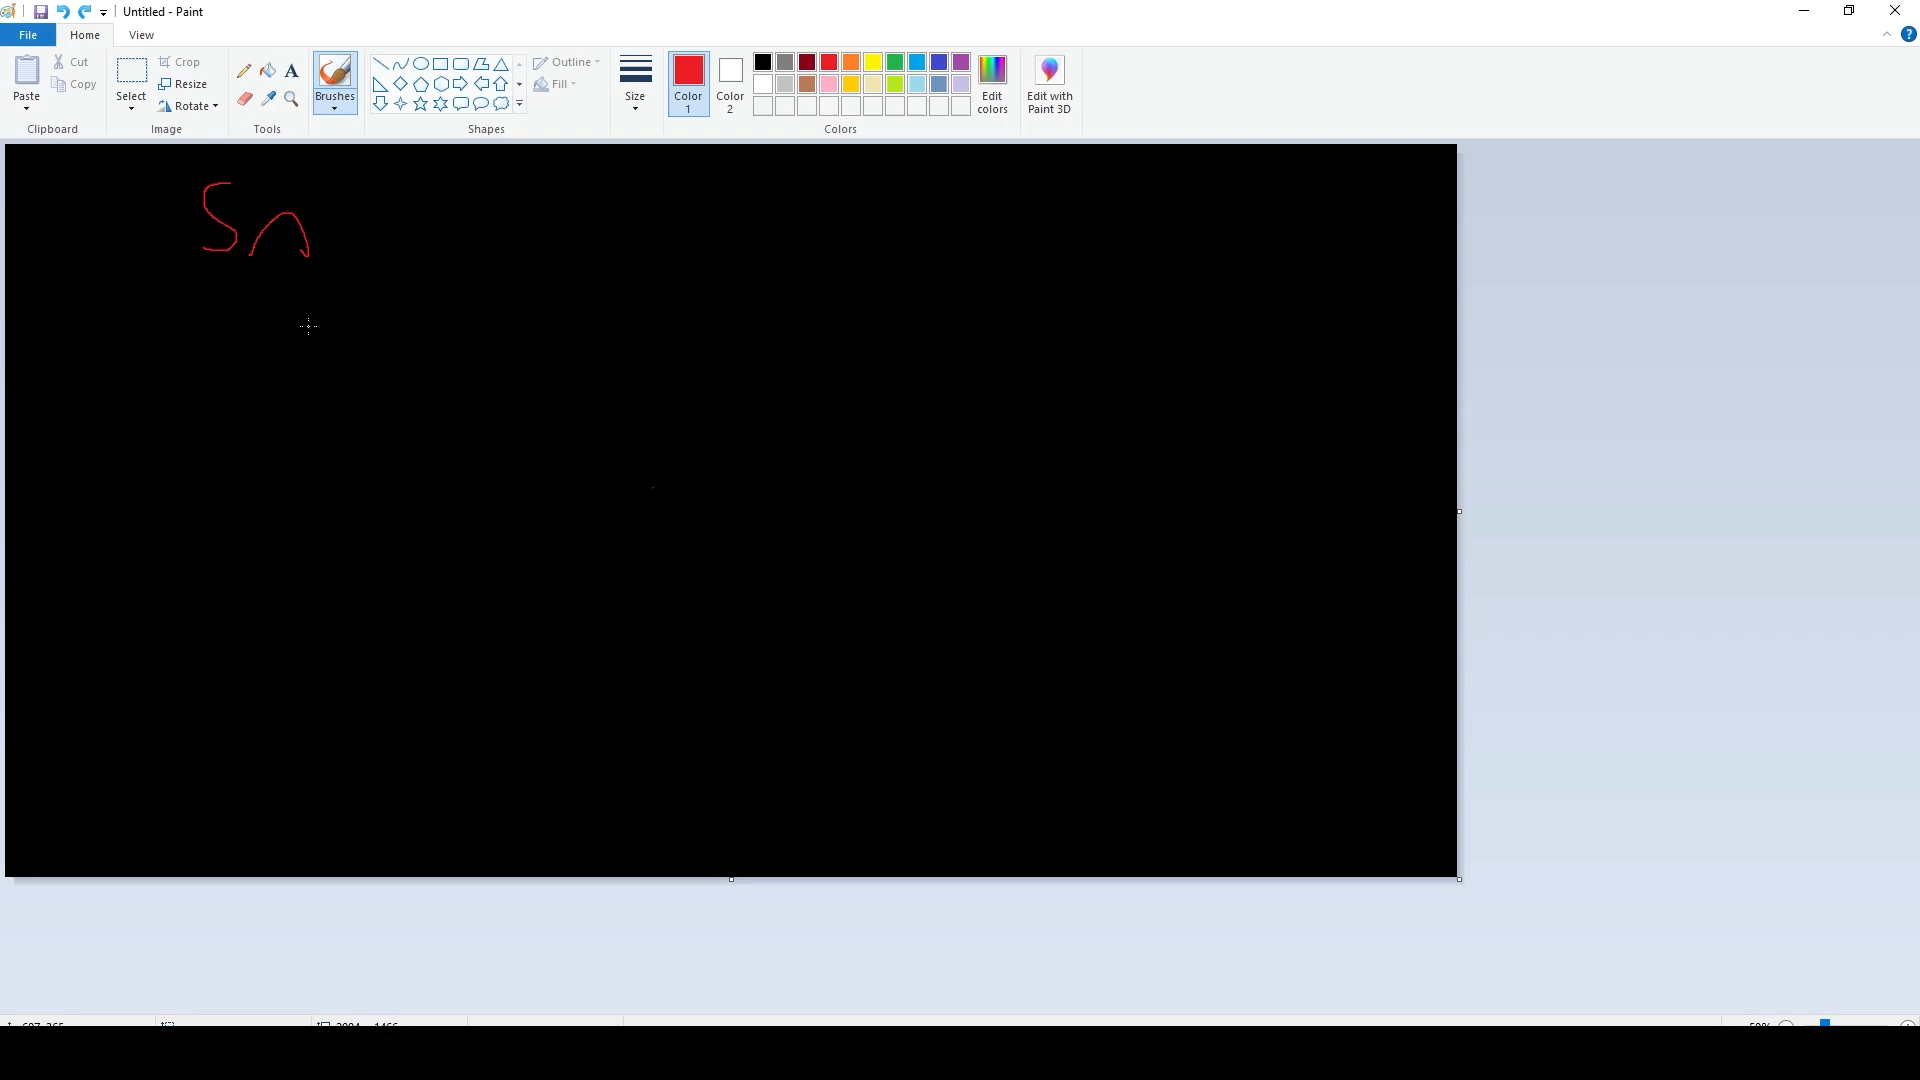 Untitled - Paint
File Home View
Paste
Cut
Copy
Clipboard
Select
Crop
Resize
Rotate
Image
Tools
Brushes
Shapes
Outline
Fill
Size
Color
1
Color
2
Edit
colors
Colors
Edit with
Paint 3D
Sn